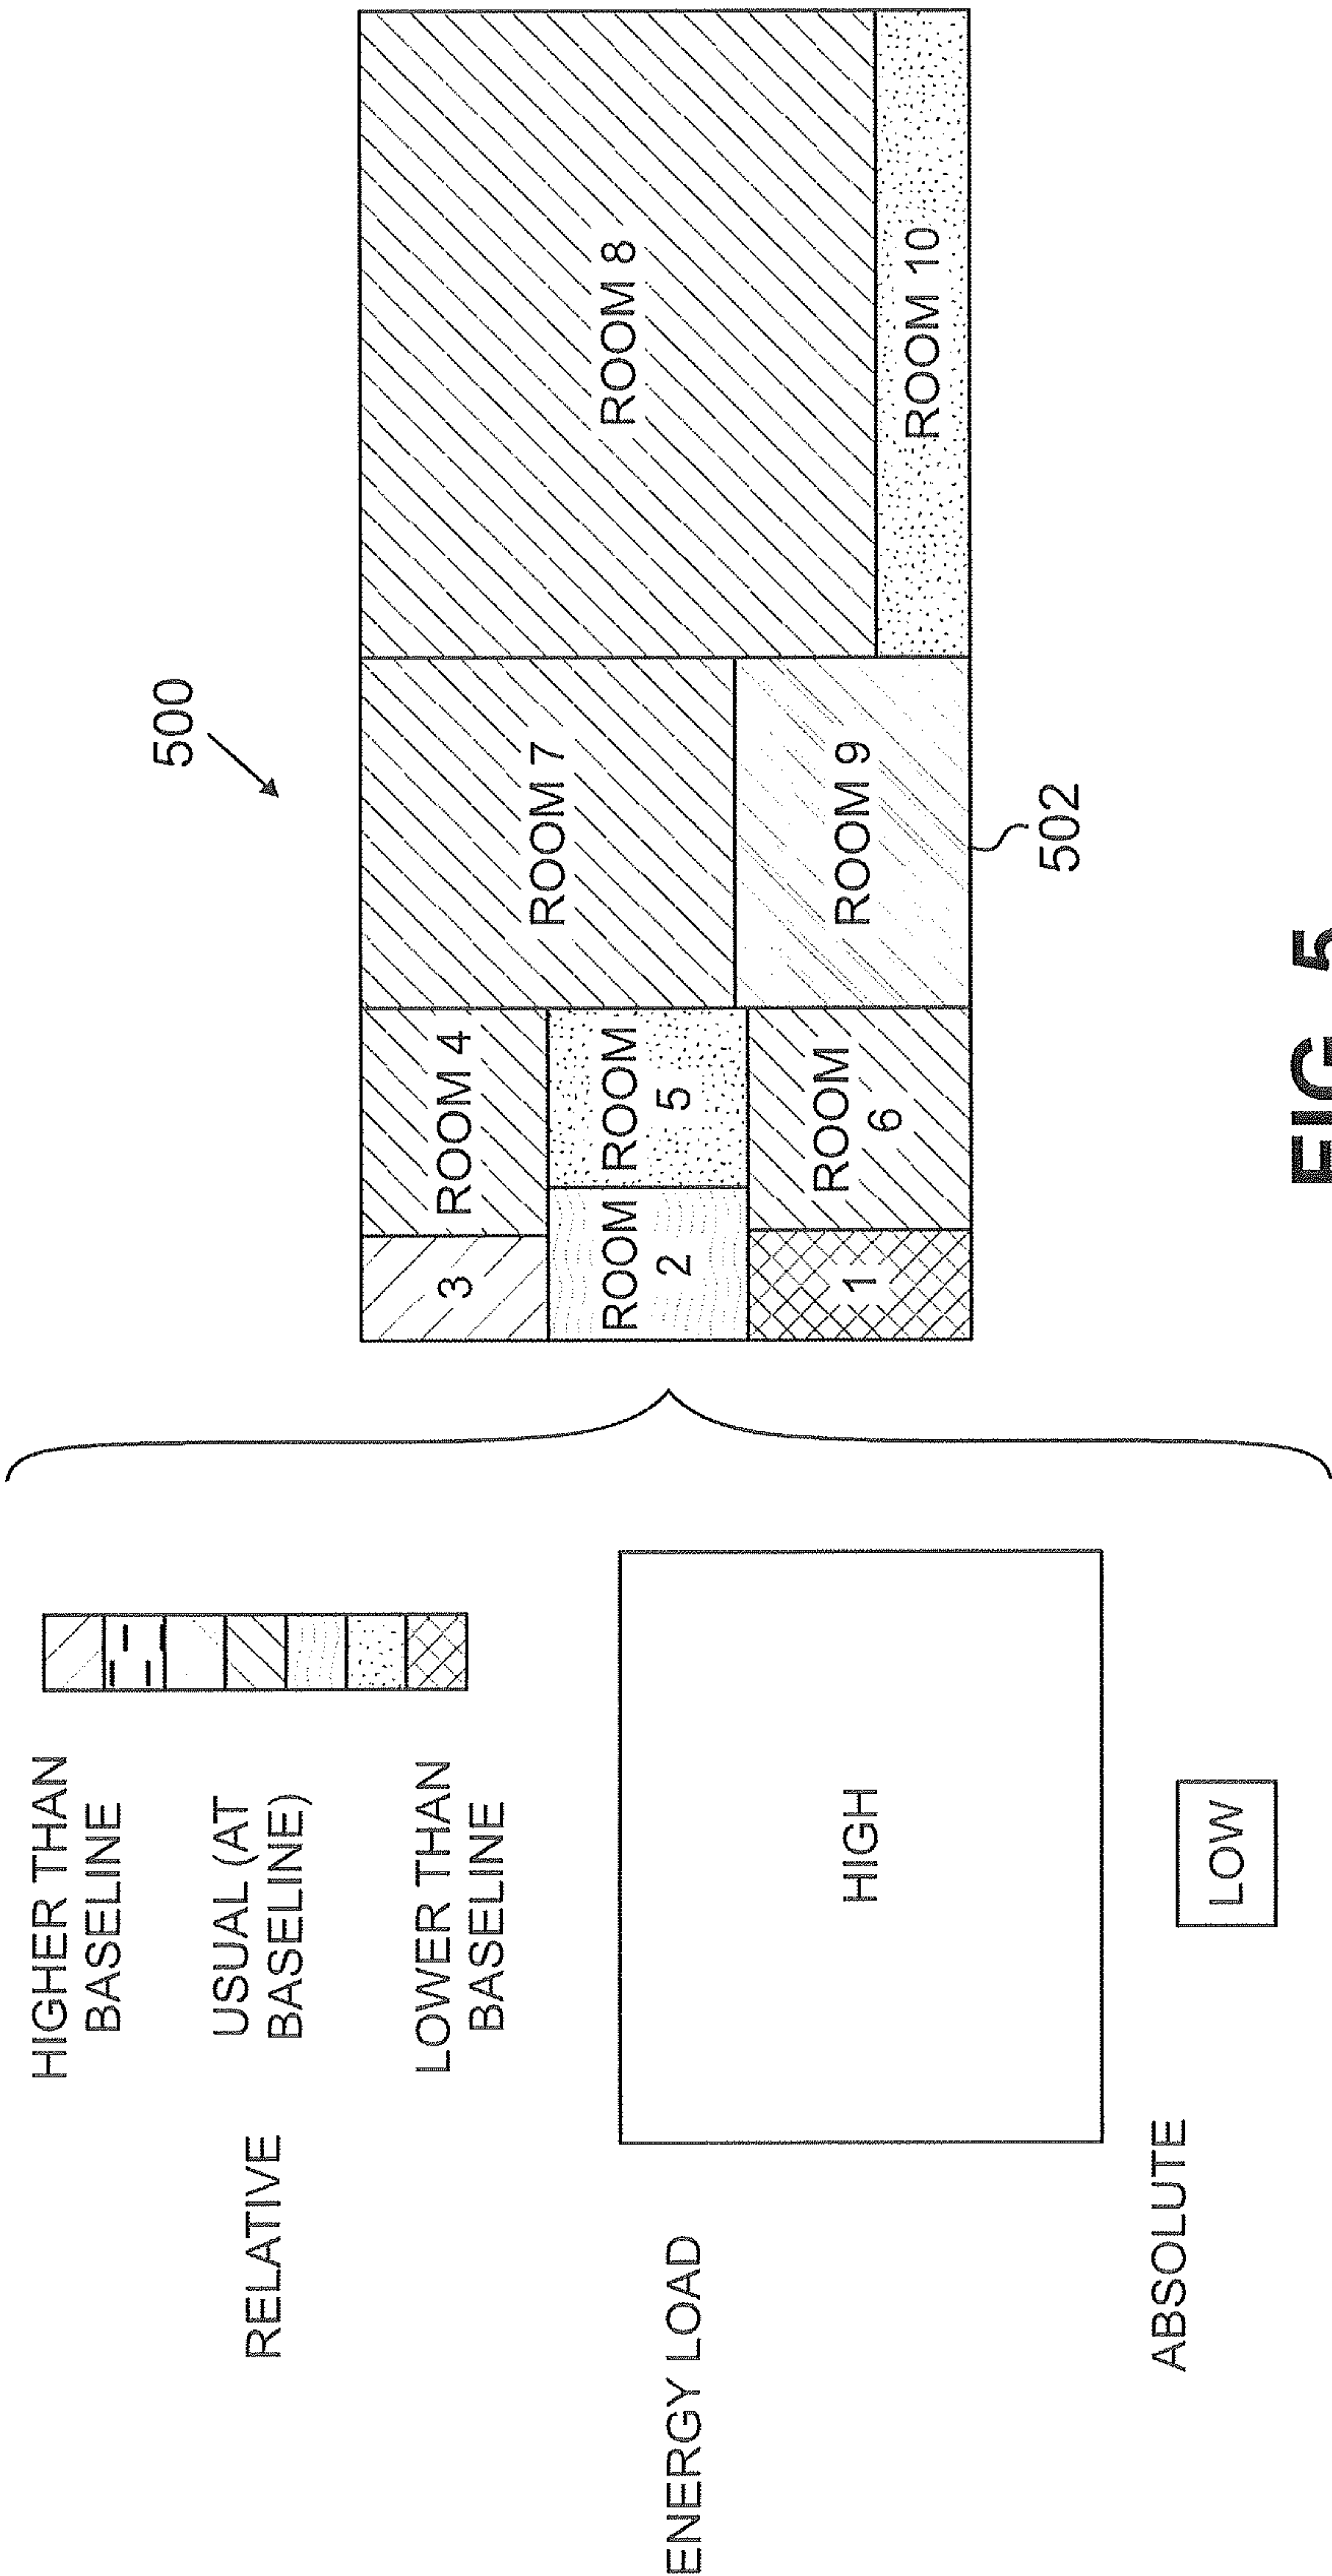 HIGHER THAN
BASELINE
USUAL (AT
BASELINE)
LOWER THAN
BASELINE
RELATIVE
ENERGY LOAD
HIGH
LOW
ABSOLUTE
500
3
ROOM 4
ROOM 7
ROOM 8
ROOM
2
ROOM
5
1
ROOM
6
ROOM 9
ROOM 10
502
FIG. 5